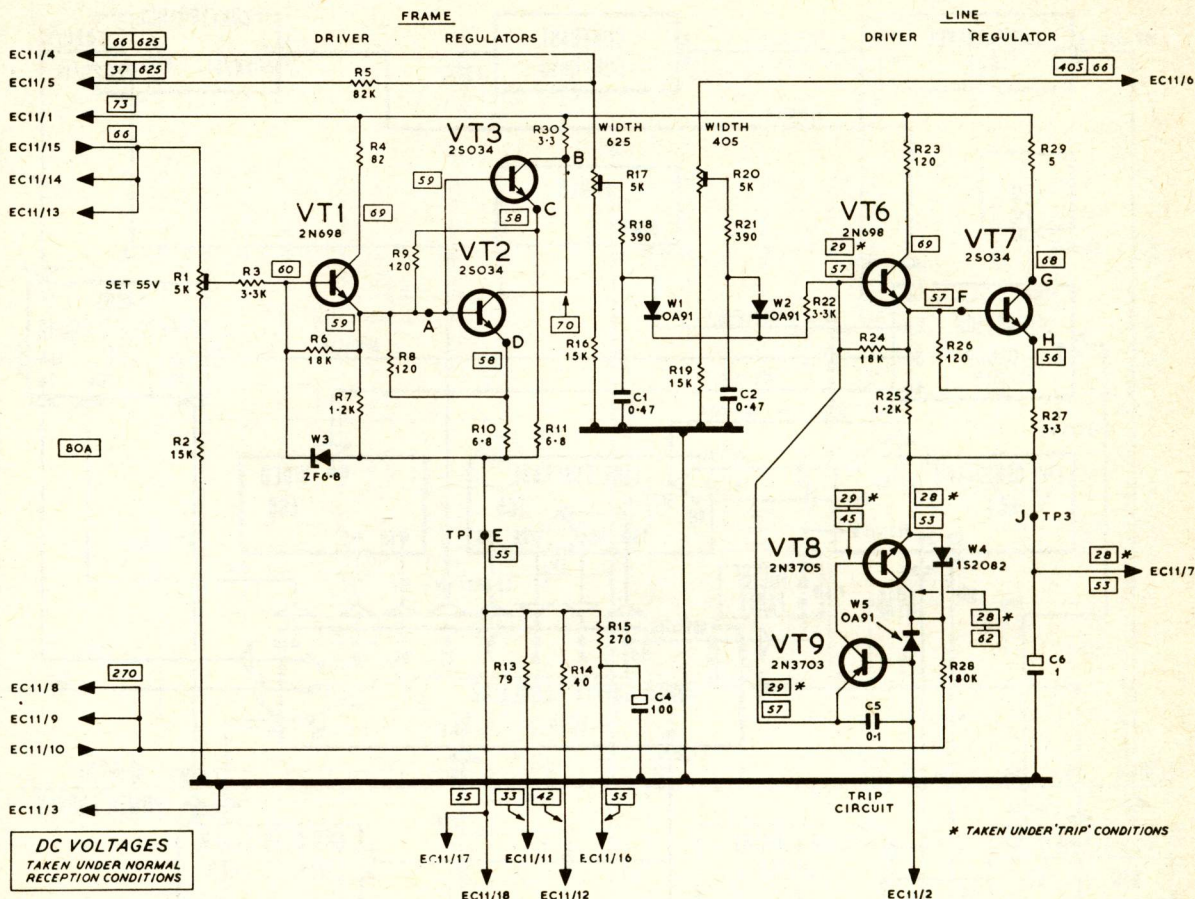 FRAME
LINE
DRIVER
REGULATORS
DRIVER
REGULATOR
EC11/4
66 625
EC11/5
37 625
R5
82K
405 66
EC11/6
EC11/1
73
EC11/15
66
EC11/14
EC11/13
R4
82
VT3
2S034
R30
3·3
B
WIDTH
625
WIDTH
405
R23
120
R29
5
59
R17
5K
R20
5K
VT1
2N698
69
58
C
R18
390
R21
390
VT6
2N698
VT7
2S034
R9
120
VT2
2S034
29 *
57
69
68
G
SET 55V
R1
5K
R3
3·3K
60
W1
OA91
W2
OA91
R22
3·3K
57
F
59
A
70
R6
18K
D
R8
120
58
R16
15K
R24
18K
R26
120
H
56
R7
1·2K
R19
15K
C1
0·47
C2
0·47
R25
1·2K
R27
3·3
80A
R2
15K
W3
ZF6·8
R10
6·8
R11
6·8
29 *
45
28 *
53
J
TP3
TP1
E
55
VT8
2N3705
W4
1S2082
28 *
53
EC11/7
W5
OA91
28 *
62
R15
270
VT9
2N3703
R13
79
R14
40
R28
180K
C6
1
EC11/8
270
EC11/9
EC11/10
C4
100
29 *
57
C5
0·1
EC11/3
55
33
42
55
TRIP
CIRCUIT
* TAKEN UNDER 'TRIP' CONDITIONS
DC VOLTAGES
TAKEN UNDER NORMAL
RECEPTION CONDITIONS
EC11/17
EC11/11
EC11/16
EC11/18
EC11/12
EC11/2